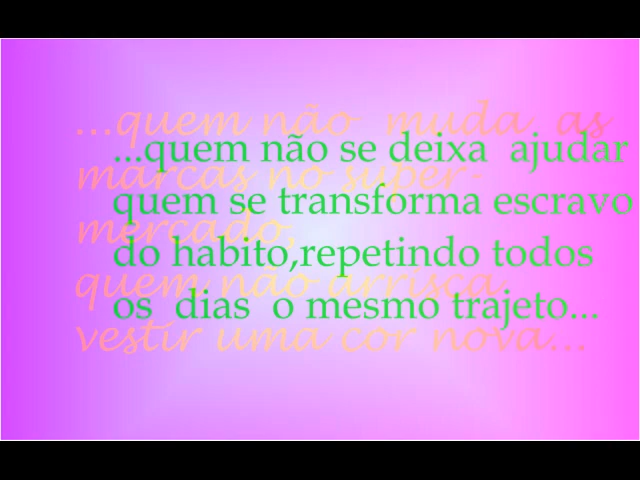 ...quem não se deixa ajudar
quem se transforma escravo
do habito,repetindo todos
os dias o mesmo trajeto...
...quem não muda as
marcas no super-
mercado,
quem não arrisca
vestir uma cor nova...